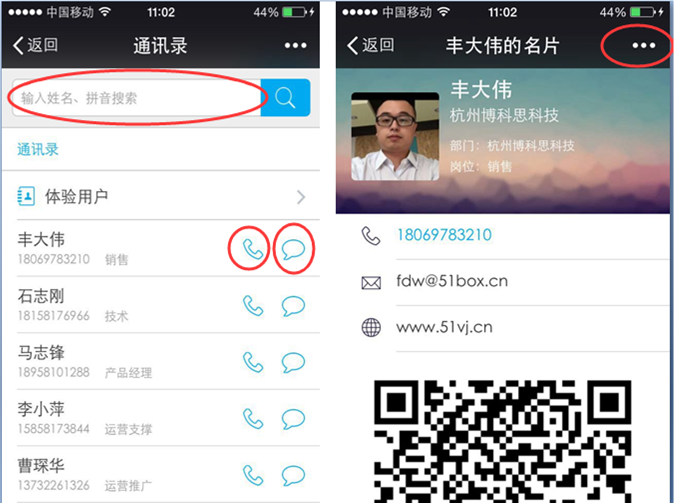 中国移动
11:02
44%
返回
通讯录
输入姓名、拼音搜索
通讯录
体验用户
丰大伟
18069783210 销售
石志刚
18158176966 技术
马志锋
18958101288 产品经理
李小萍
15858173844 运营支撑
曹琛华
13732261326 运营推广
中国移动
11:02
44%
返回
丰大伟的名片
丰大伟
杭州博科思科技
部门：杭州博科思科技
岗位：销售
18069783210
fdw@51box.cn
www.51vj.cn